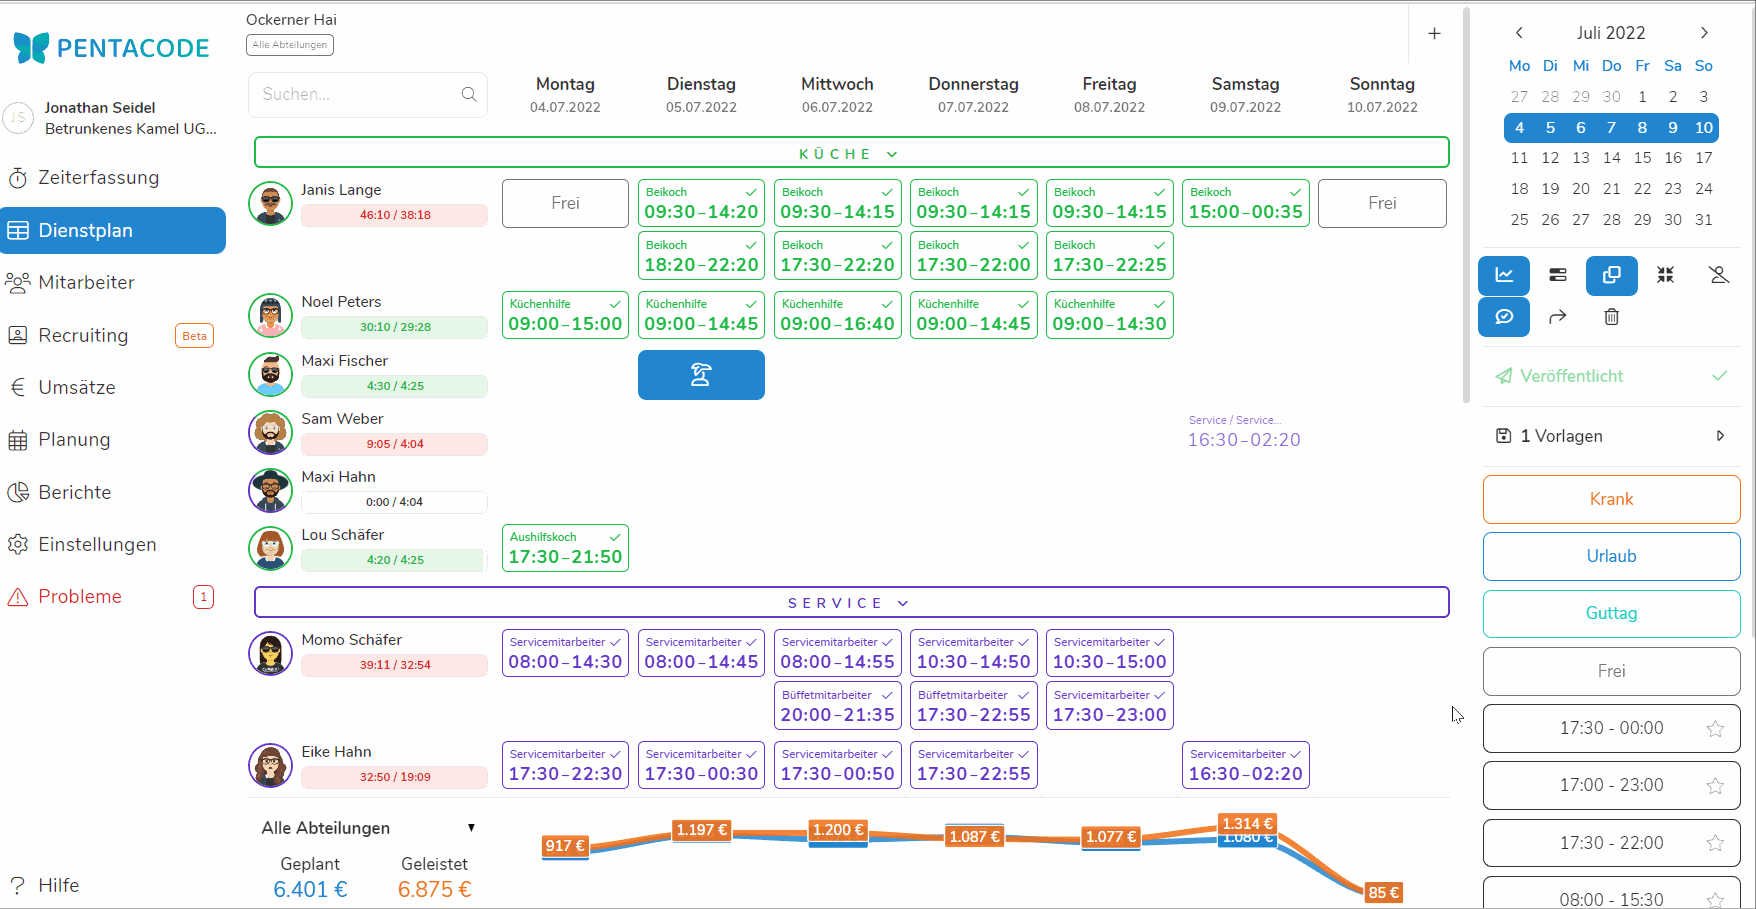 PENTACODE
JS
Jonathan Seidel
Betrunkenes Kamel UG...
Zeiterfassung
Dienstplan
Mitarbeiter
Recruiting Beta
Umsätze
Planung
Berichte
Einstellungen
Probleme 1
? Hilfe
Ockerner Hai
Alle Abteilungen
+
Suchen...
Montag Dienstag Mittwoch Donnerstag Freitag Samstag Sonntag
04.07.2022 05.07.2022 06.07.2022 07.07.2022 08.07.2022 09.07.2022 10.07.2022
KÜCHE
Janis Lange
46:10 / 38:18
Frei
Beikoch Beikoch Beikoch Beikoch Beikoch
09:30–14:20 09:30–14:15 09:30–14:15 09:30–14:15 15:00–00:35
Frei
Beikoch Beikoch Beikoch Beikoch
18:20–22:20 17:30–22:20 17:30–22:00 17:30–22:25
Noel Peters
30:10 / 29:28
Küchenhilfe Küchenhilfe Küchenhilfe Küchenhilfe Küchenhilfe
09:00–15:00 09:00–14:45 09:00–16:40 09:00–14:45 09:00–14:30
Maxi Fischer
4:30 / 4:25
Sam Weber
9:05 / 4:04
Service / Service...
16:30–02:20
Maxi Hahn
0:00 / 4:04
Lou Schäfer
4:20 / 4:25
Aushilfskoch
17:30–21:50
SERVICE
Momo Schäfer
39:11 / 32:54
Servicemitarbeiter Servicemitarbeiter Servicemitarbeiter Servicemitarbeiter Servicemitarbeiter
08:00–14:30 08:00–14:45 08:00–14:55 10:30–14:50 10:30–15:00
Büffetmitarbeiter Büffetmitarbeiter Servicemitarbeiter
20:00–21:35 17:30–22:55 17:30–23:00
Eike Hahn
32:50 / 19:09
Servicemitarbeiter Servicemitarbeiter Servicemitarbeiter Servicemitarbeiter Servicemitarbeiter
17:30–22:30 17:30–00:30 17:30–00:50 17:30–22:55 16:30–02:20
Alle Abteilungen
Geplant Geleistet
6.401 € 6.875 €
917 € 1.197 € 1.200 € 1.087 € 1.077 € 1.314 € 85 €
1.080 €
Juli 2022
Mo Di Mi Do Fr Sa So
27 28 29 30 1 2 3
4 5 6 7 8 9 10
11 12 13 14 15 16 17
18 19 20 21 22 23 24
25 26 27 28 29 30 31
Veröffentlicht
1 Vorlagen
Krank
Urlaub
Guttag
Frei
17:30 - 00:00
17:00 - 23:00
17:30 - 22:00
08:00 - 15:30